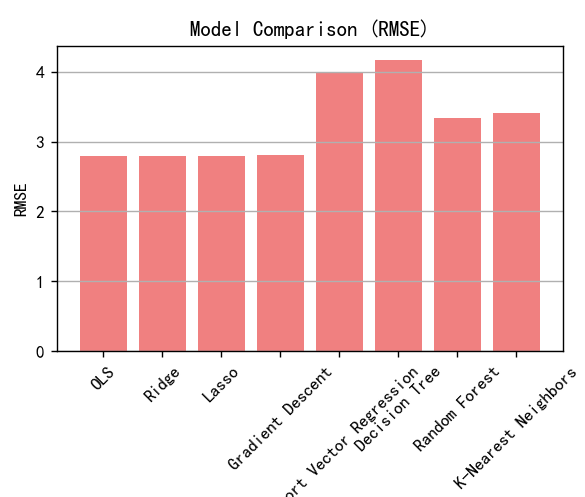 Model Comparison (RMSE)
RMSE
4
3
2
1
0
OLS
Ridge
Lasso
Gradient Descent
Vector Regression
Decision Tree
Random Forest
K-Nearest Neighbors